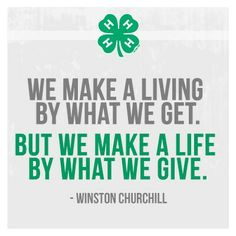 H H
H H
WE MAKE A LIVING
BY WHAT WE GET.
BUT WE MAKE A LIFE
BY WHAT WE GIVE.
- WINSTON CHURCHILL